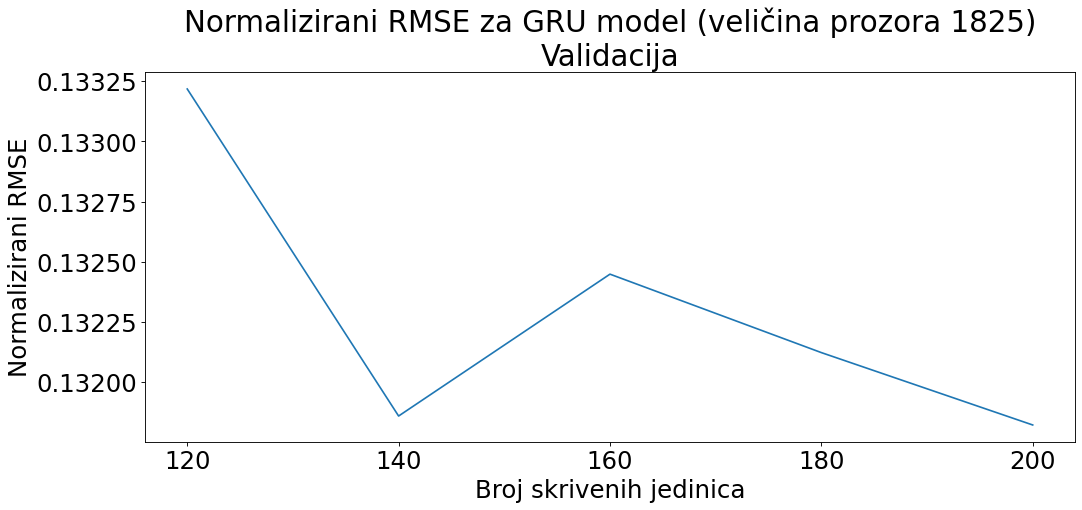 Normalizirani RMSE za GRU model (veličina prozora 1825)
Validacija
Normalizirani RMSE
0.13325
0.13300
0.13275
0.13250
0.13225
0.13200
120 140 160 180 200
Broj skrivenih jedinica